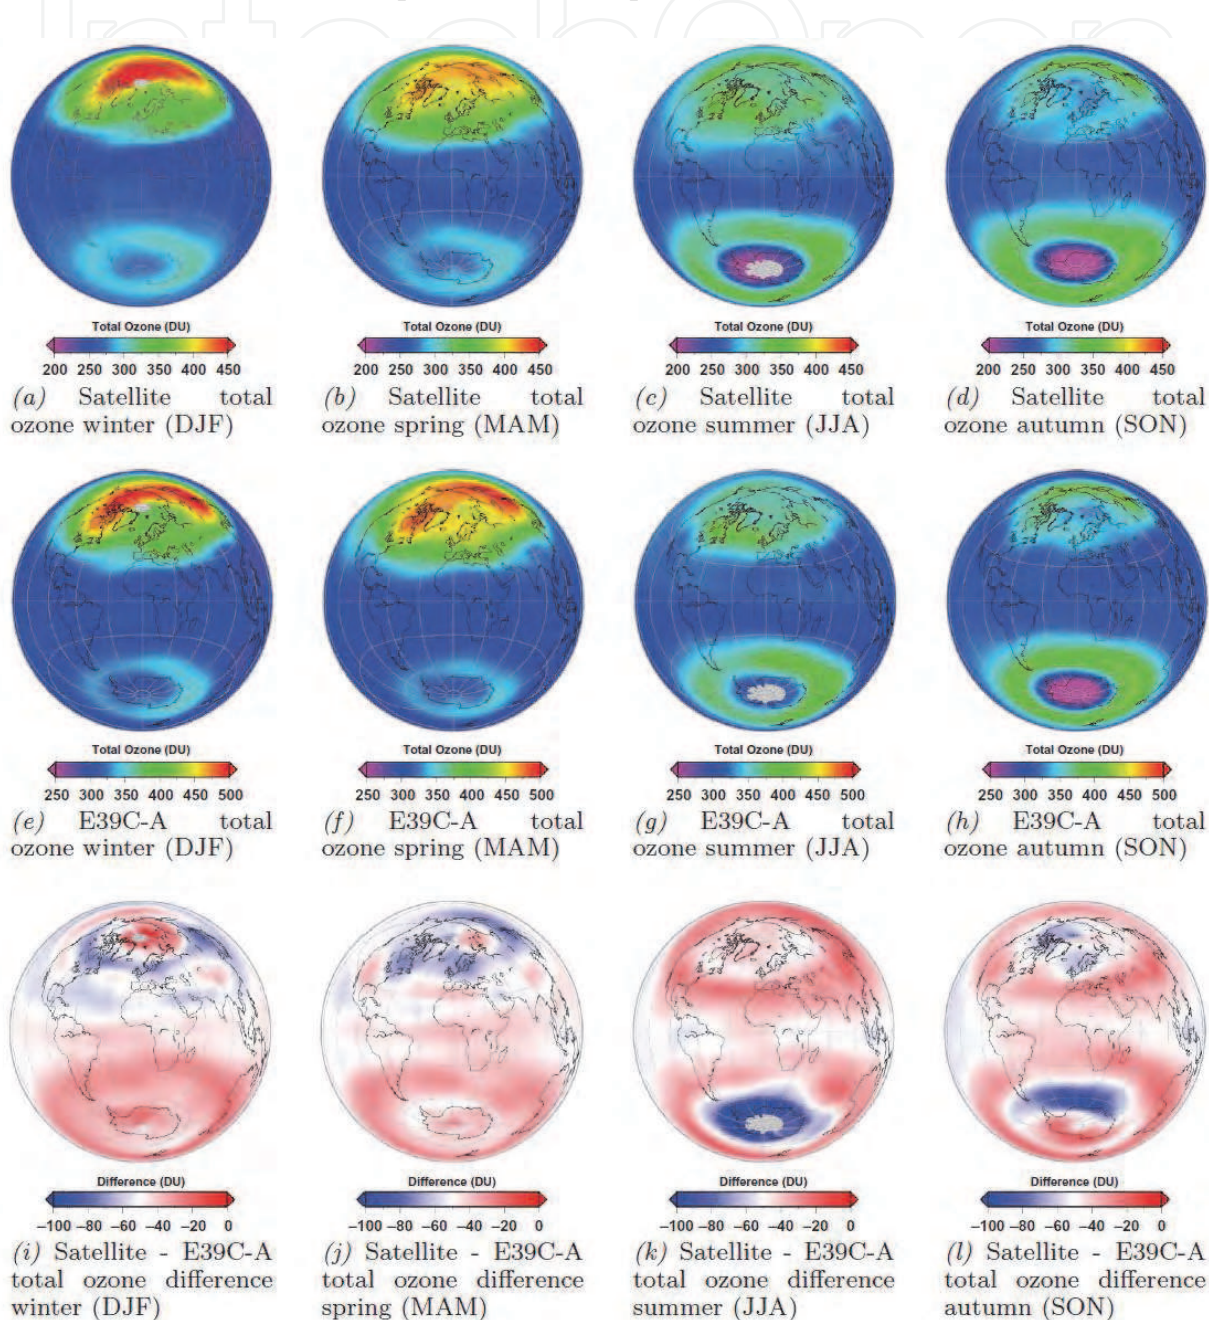 Total Ozone (DU)
200 250 300 350 400 450
(a) Satellite total
ozone winter (DJF)
Total Ozone (DU)
200 250 300 350 400 450
(b) Satellite total
ozone spring (MAM)
Total Ozone (DU)
200 250 300 350 400 450
(c) Satellite total
ozone summer (JJA)
Total Ozone (DU)
200 250 300 350 400 450
(d) Satellite total
ozone autumn (SON)
Total Ozone (DU)
250 300 350 400 450 500
(e) E39C-A total
ozone winter (DJF)
Total Ozone (DU)
250 300 350 400 450 500
(f) E39C-A total
ozone spring (MAM)
Total Ozone (DU)
250 300 350 400 450 500
(g) E39C-A total
ozone summer (JJA)
Total Ozone (DU)
250 300 350 400 450 500
(h) E39C-A total
ozone autumn (SON)
Difference (DU)
−100 −80 −60 −40 −20 0
(i) Satellite - E39C-A
total ozone difference
winter (DJF)
Difference (DU)
−100 −80 −60 −40 −20 0
(j) Satellite - E39C-A
total ozone difference
spring (MAM)
Difference (DU)
−100 −80 −60 −40 −20 0
(k) Satellite - E39C-A
total ozone difference
summer (JJA)
Difference (DU)
−100 −80 −60 −40 −20 0
(l) Satellite - E39C-A
total ozone difference
autumn (SON)